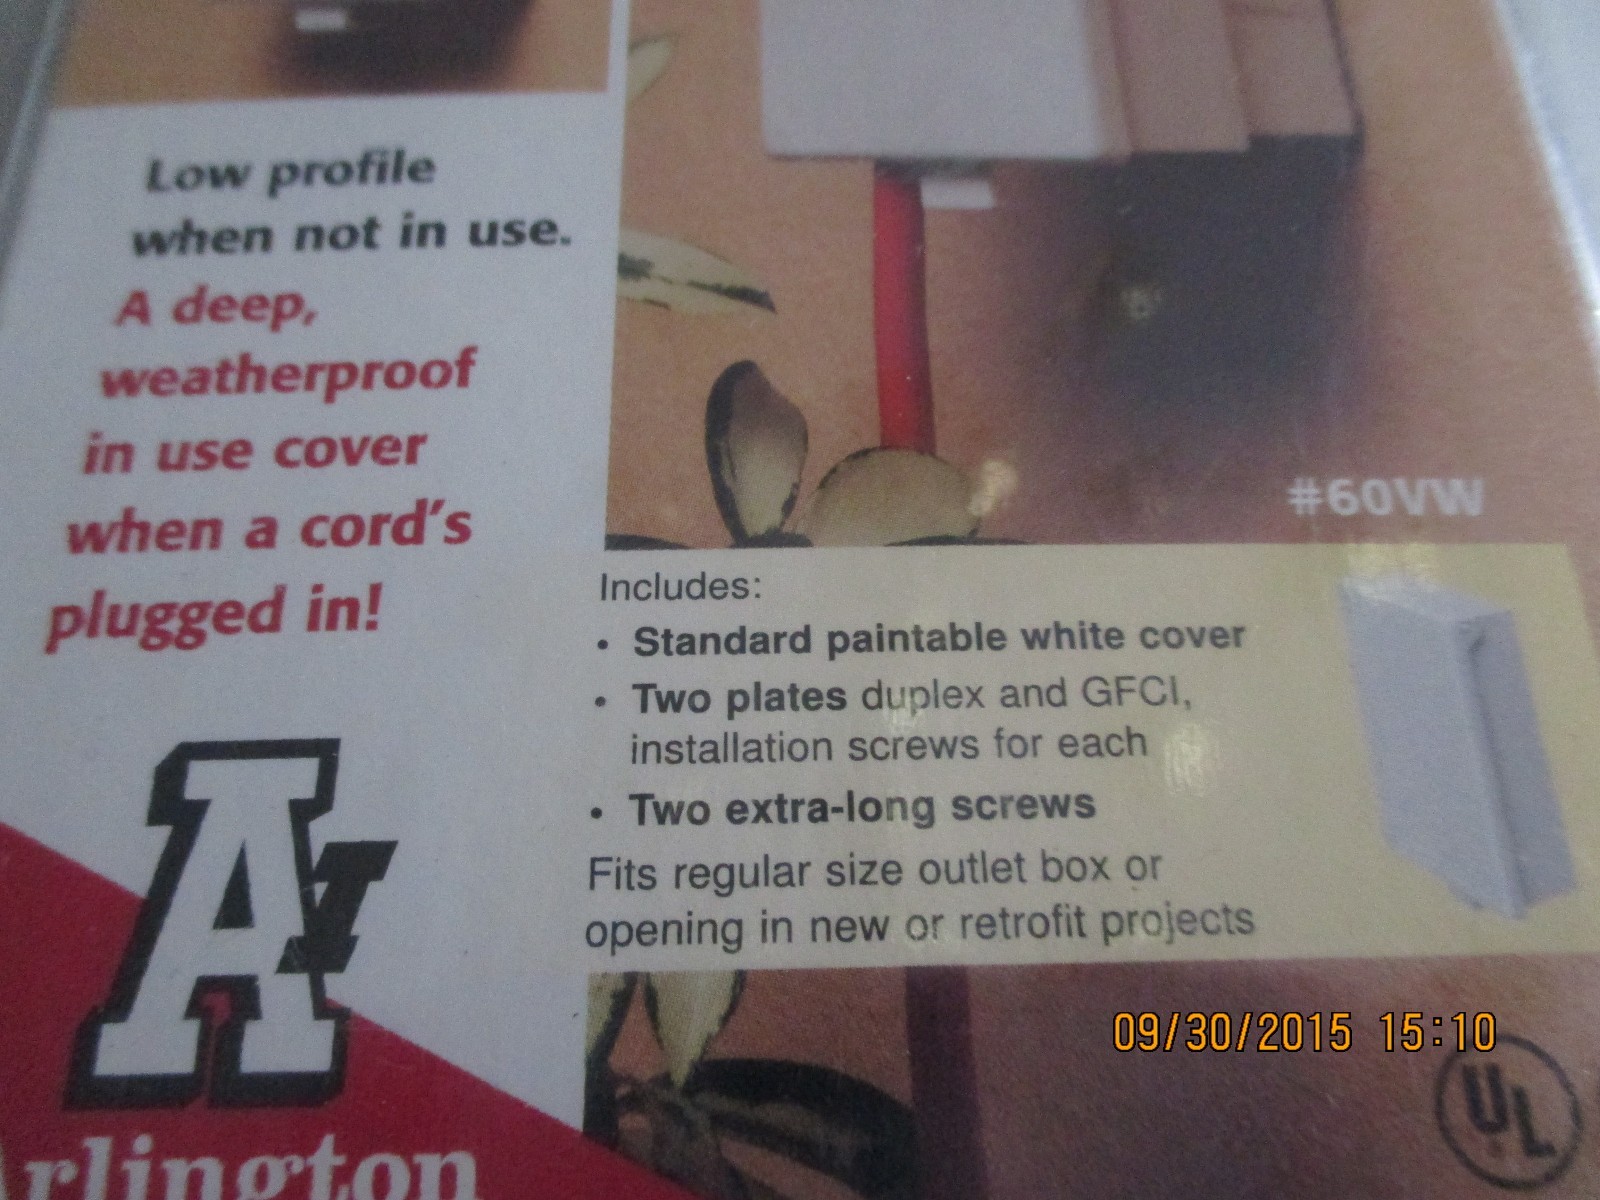 Low profile
when not in use.
A deep,
weatherproof
in use cover
when a cord's
plugged in!
#60VW
Includes:
• Standard paintable white cover
• Two plates duplex and GFCI,
installation screws for each
• Two extra-long screws
Fits regular size outlet box or
opening in new or retrofit projects
09/30/2015 15:10
UL
AI
Arlington